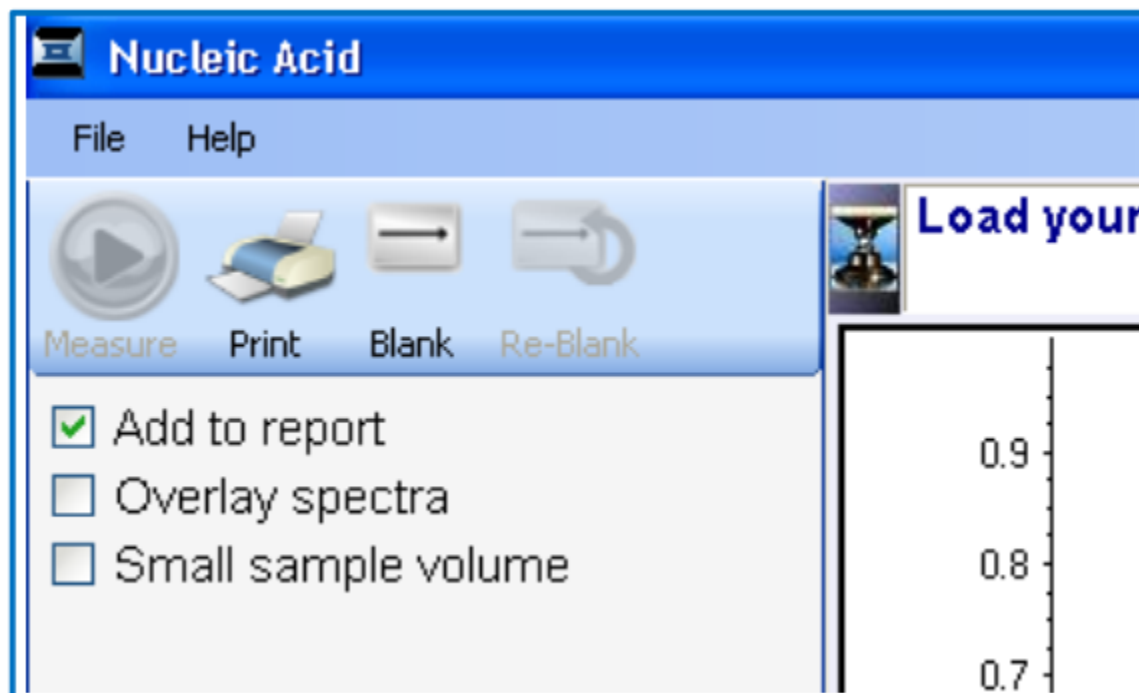 Nucleic Acid
File Help
Load your
Measure Print Blank Re-Blank
Add to report
Overlay spectra
Small sample volume
0.9
0.8
0.7